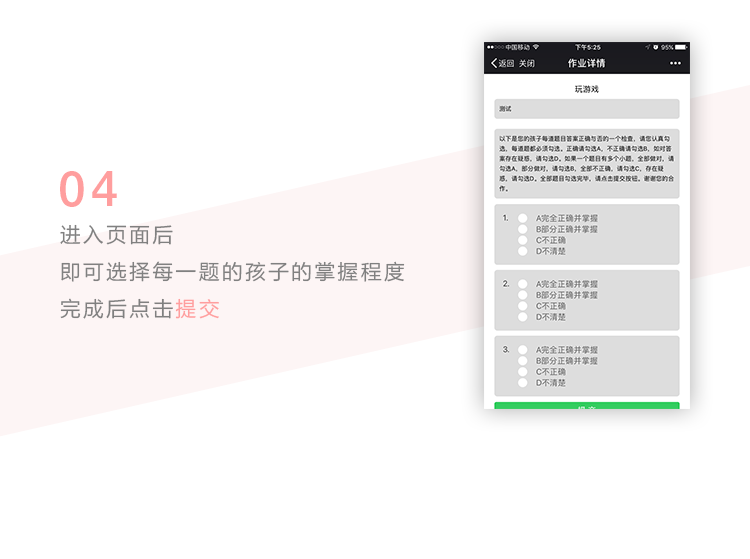 04
进入页面后
即可选择每一题的孩子的掌握程度
完成后点击提交
中国移动 下午5:25 95%
返回 关闭 作业详情
玩游戏
测试
以下是您的孩子每道题目答案正确与否的一个检查，请您认真勾
选，每道题都必须勾选。正确请勾选A，不正确请勾选B，如对答
案存在疑惑，请勾选D。如果一个题目有多个小题，全部做对，请
勾选A，部分做对，请勾选B，全部不正确，请勾选C，存在疑
惑，请勾选D。全部题目勾选完毕，请点击提交按钮。谢谢您的合
作。
1. A完全正确并掌握
B部分正确并掌握
C不正确
D不清楚
2. A完全正确并掌握
B部分正确并掌握
C不正确
D不清楚
3. A完全正确并掌握
B部分正确并掌握
C不正确
D不清楚
提 交